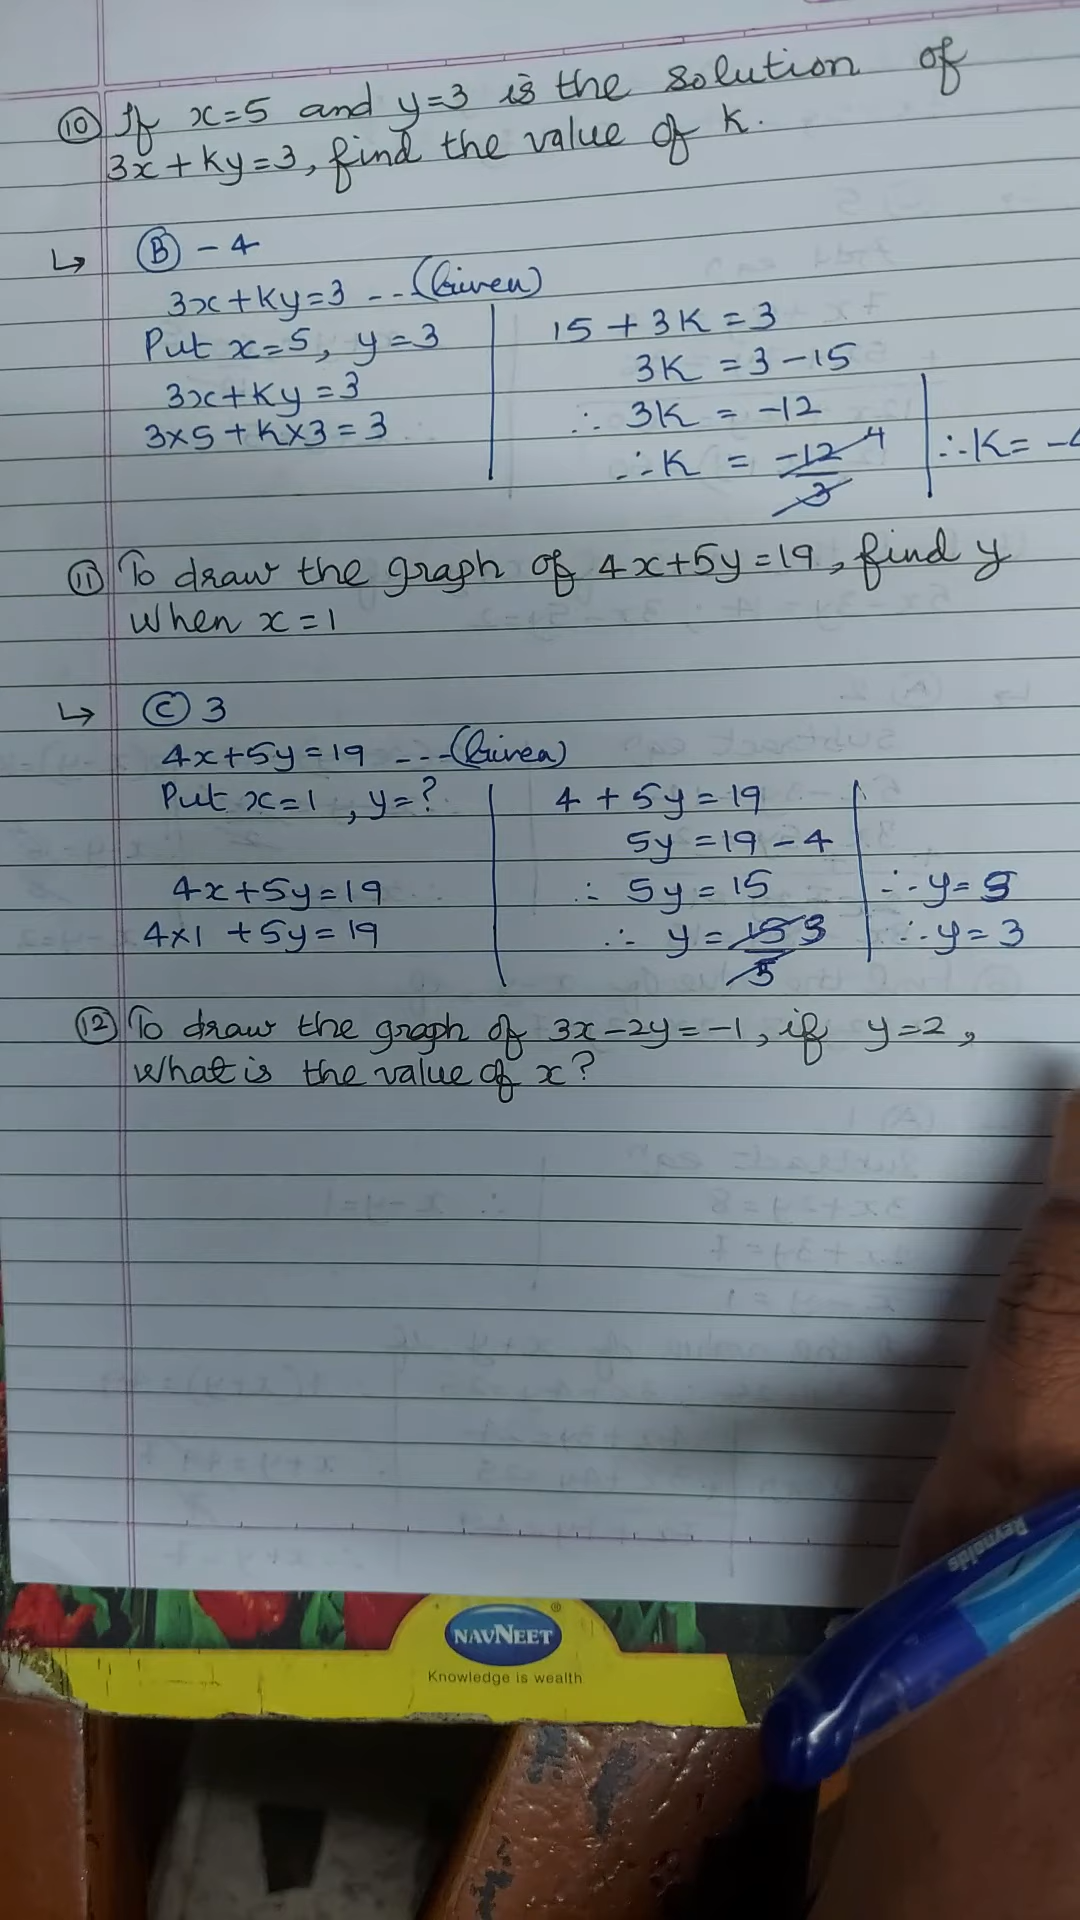 ⑩ If x=5 and y=3 is the solution of
3x+ky=3, find the value of k.
↳ Ⓑ -4
3x+ky=3 --- (Given)
Put x=5, y=3
3x+ky=3
3×5+k×3=3
15+3k=3
3k=3-15
∴ 3k=-12
∴ k = -12 4
3
∴ k=-4
⑪ To draw the graph of 4x+5y=19, find y
when x=1
↳ Ⓒ 3
4x+5y=19 --- (Given)
Put x=1, y=?
4x+5y=19
4×1+5y=19
4+5y=19
5y=19-4
∴ 5y=15
∴ y = 15 3
5
∴ y=
∴ y=3
⑫ To draw the graph of 3x-2y=-1, if y=2,
what is the value of x?
NAVNEET
®
Knowledge is wealth
Reynolds